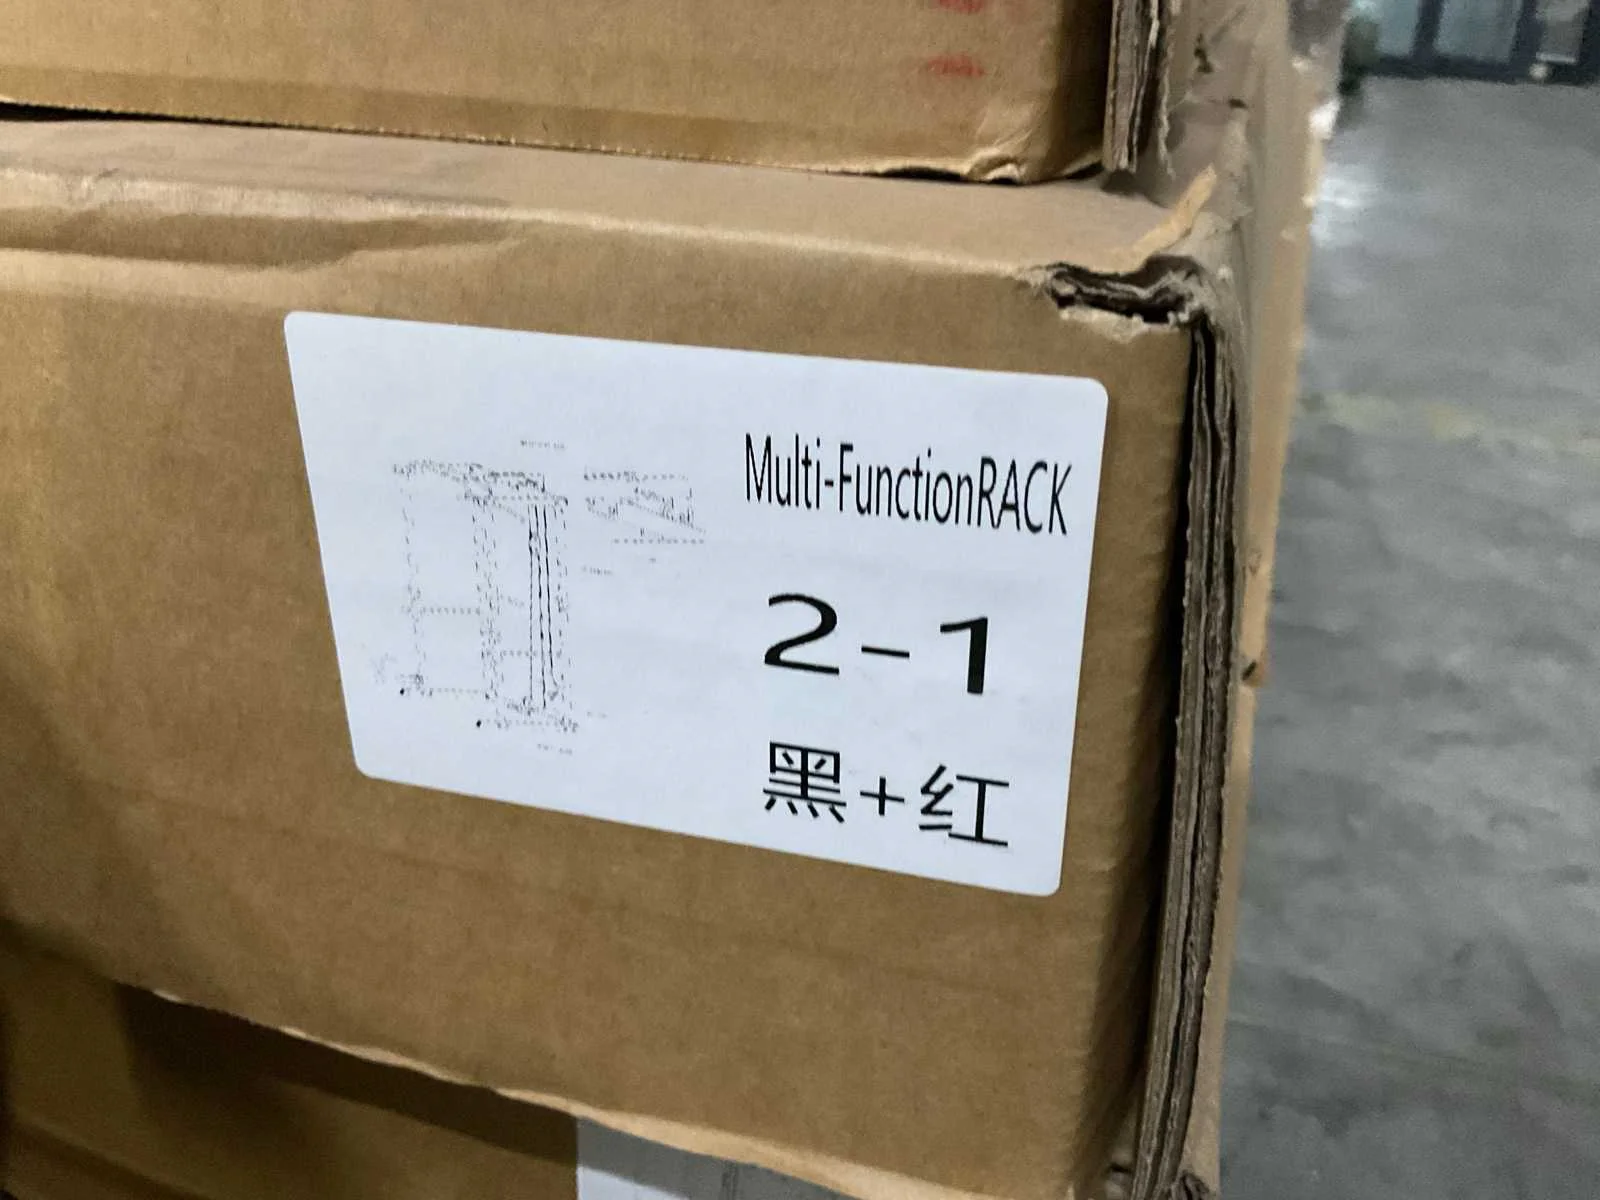 Multi-FunctionRACK
2-1
黑+红